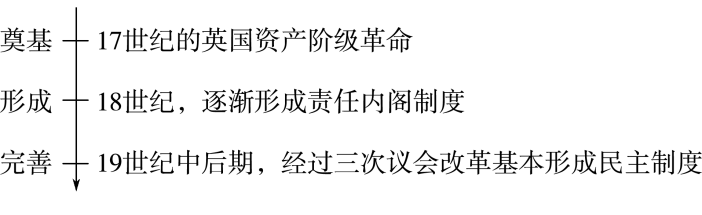 奠基 17世纪的英国资产阶级革命
形成 18世纪，逐渐形成责任内阁制度
完善 19世纪中后期，经过三次议会改革基本形成民主制度